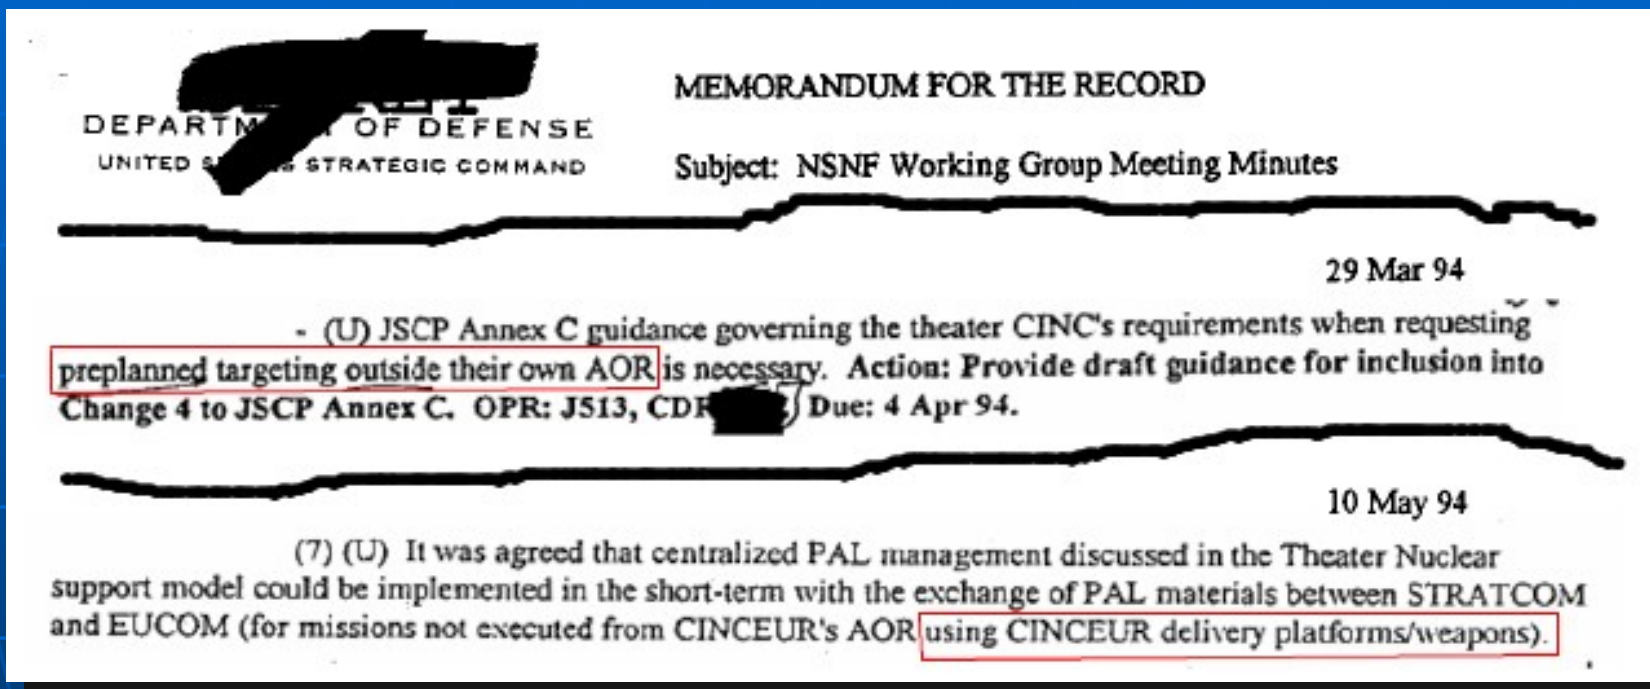 DEPARTM OF DEFENSE
UNITED STRATEGIC COMMAND
MEMORANDUM FOR THE RECORD
Subject: NSNF Working Group Meeting Minutes
29 Mar 94
- (U) JSCP Annex C guidance governing the theater CINC's requirements when requesting
preplanned targeting outside their own AOR is necessary. Action: Provide draft guidance for inclusion into
Change 4 to JSCP Annex C. OPR: J513, CDR Due: 4 Apr 94.
10 May 94
(7) (U) It was agreed that centralized PAL management discussed in the Theater Nuclear
support model could be implemented in the short-term with the exchange of PAL materials between STRATCOM
and EUCOM (for missions not executed from CINCEUR's AOR using CINCEUR delivery platforms/weapons).